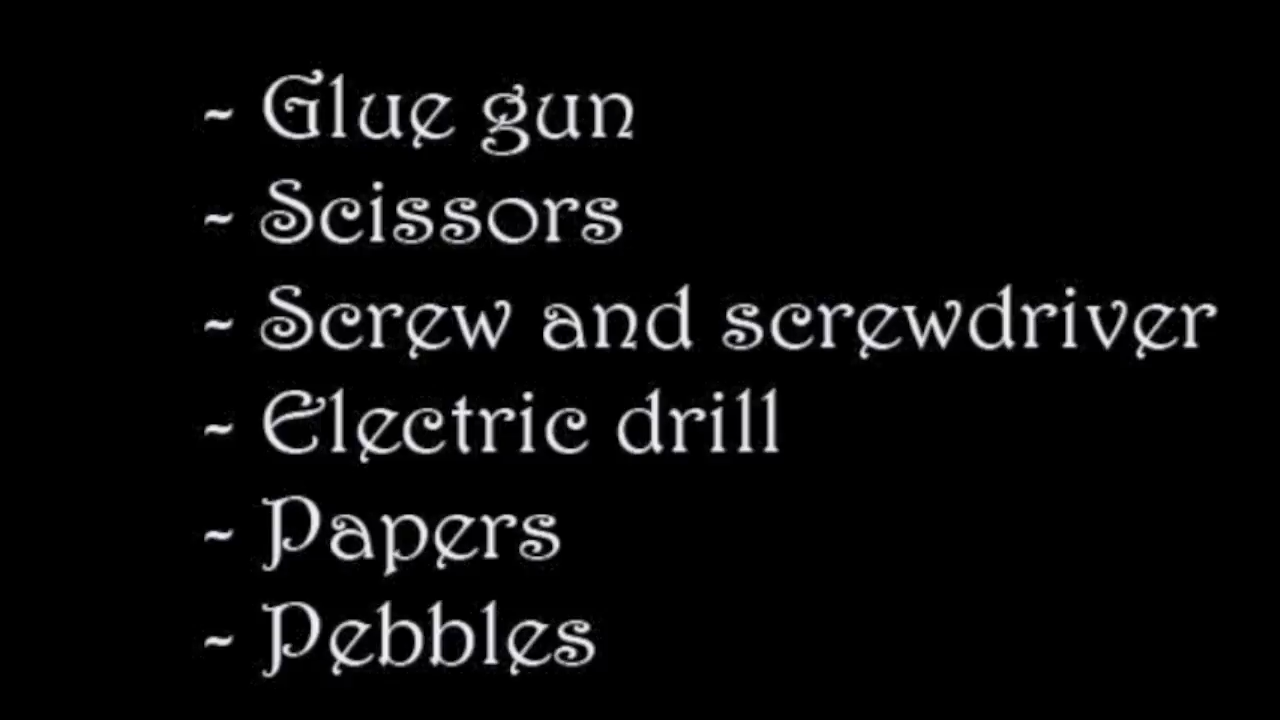 - Glue gun
- Scissors
- Screw and screwdriver
- Electric drill
- Papers
- Pebbles